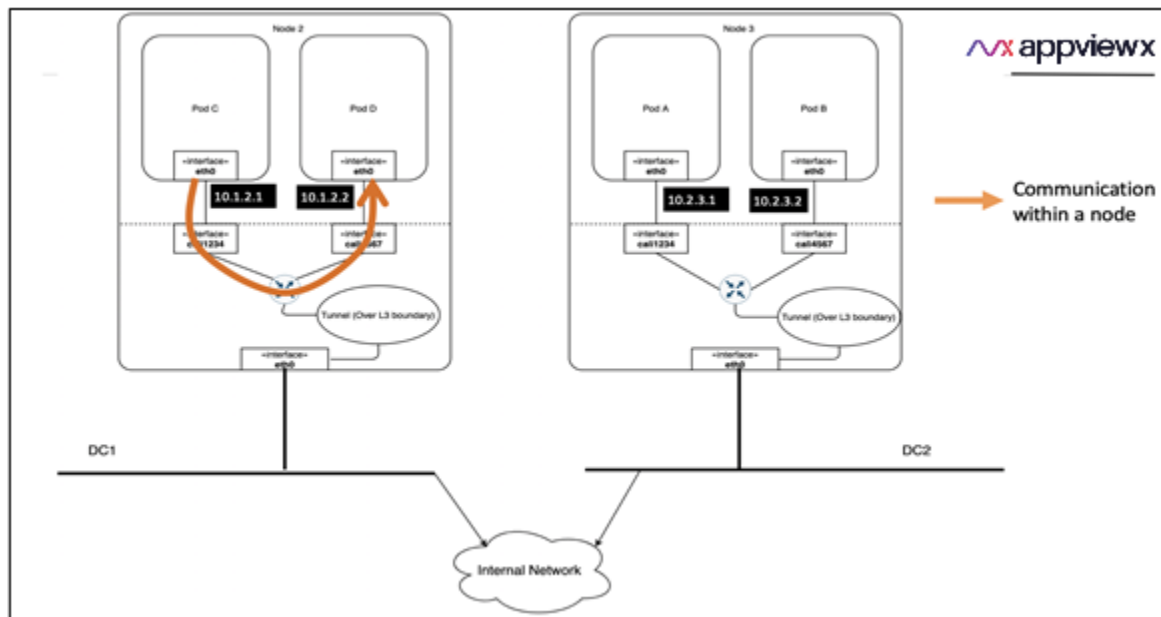 Node 2
Node 3
appviewx
Pod C
Pod D
Pod A
Pod B
«interface»
eth0
«interface»
eth0
«interface»
eth0
«interface»
eth0
10.1.2.1
10.1.2.2
10.2.3.1
10.2.3.2
Communication
within a node
«interface»
«interface»
«interface»
cali1234
«interface»
cali4567
Tunnel (Over L3 boundary)
Tunnel (Over L3 boundary)
«interface»
eth0
«interface»
eth0
DC1
DC2
Internal Network